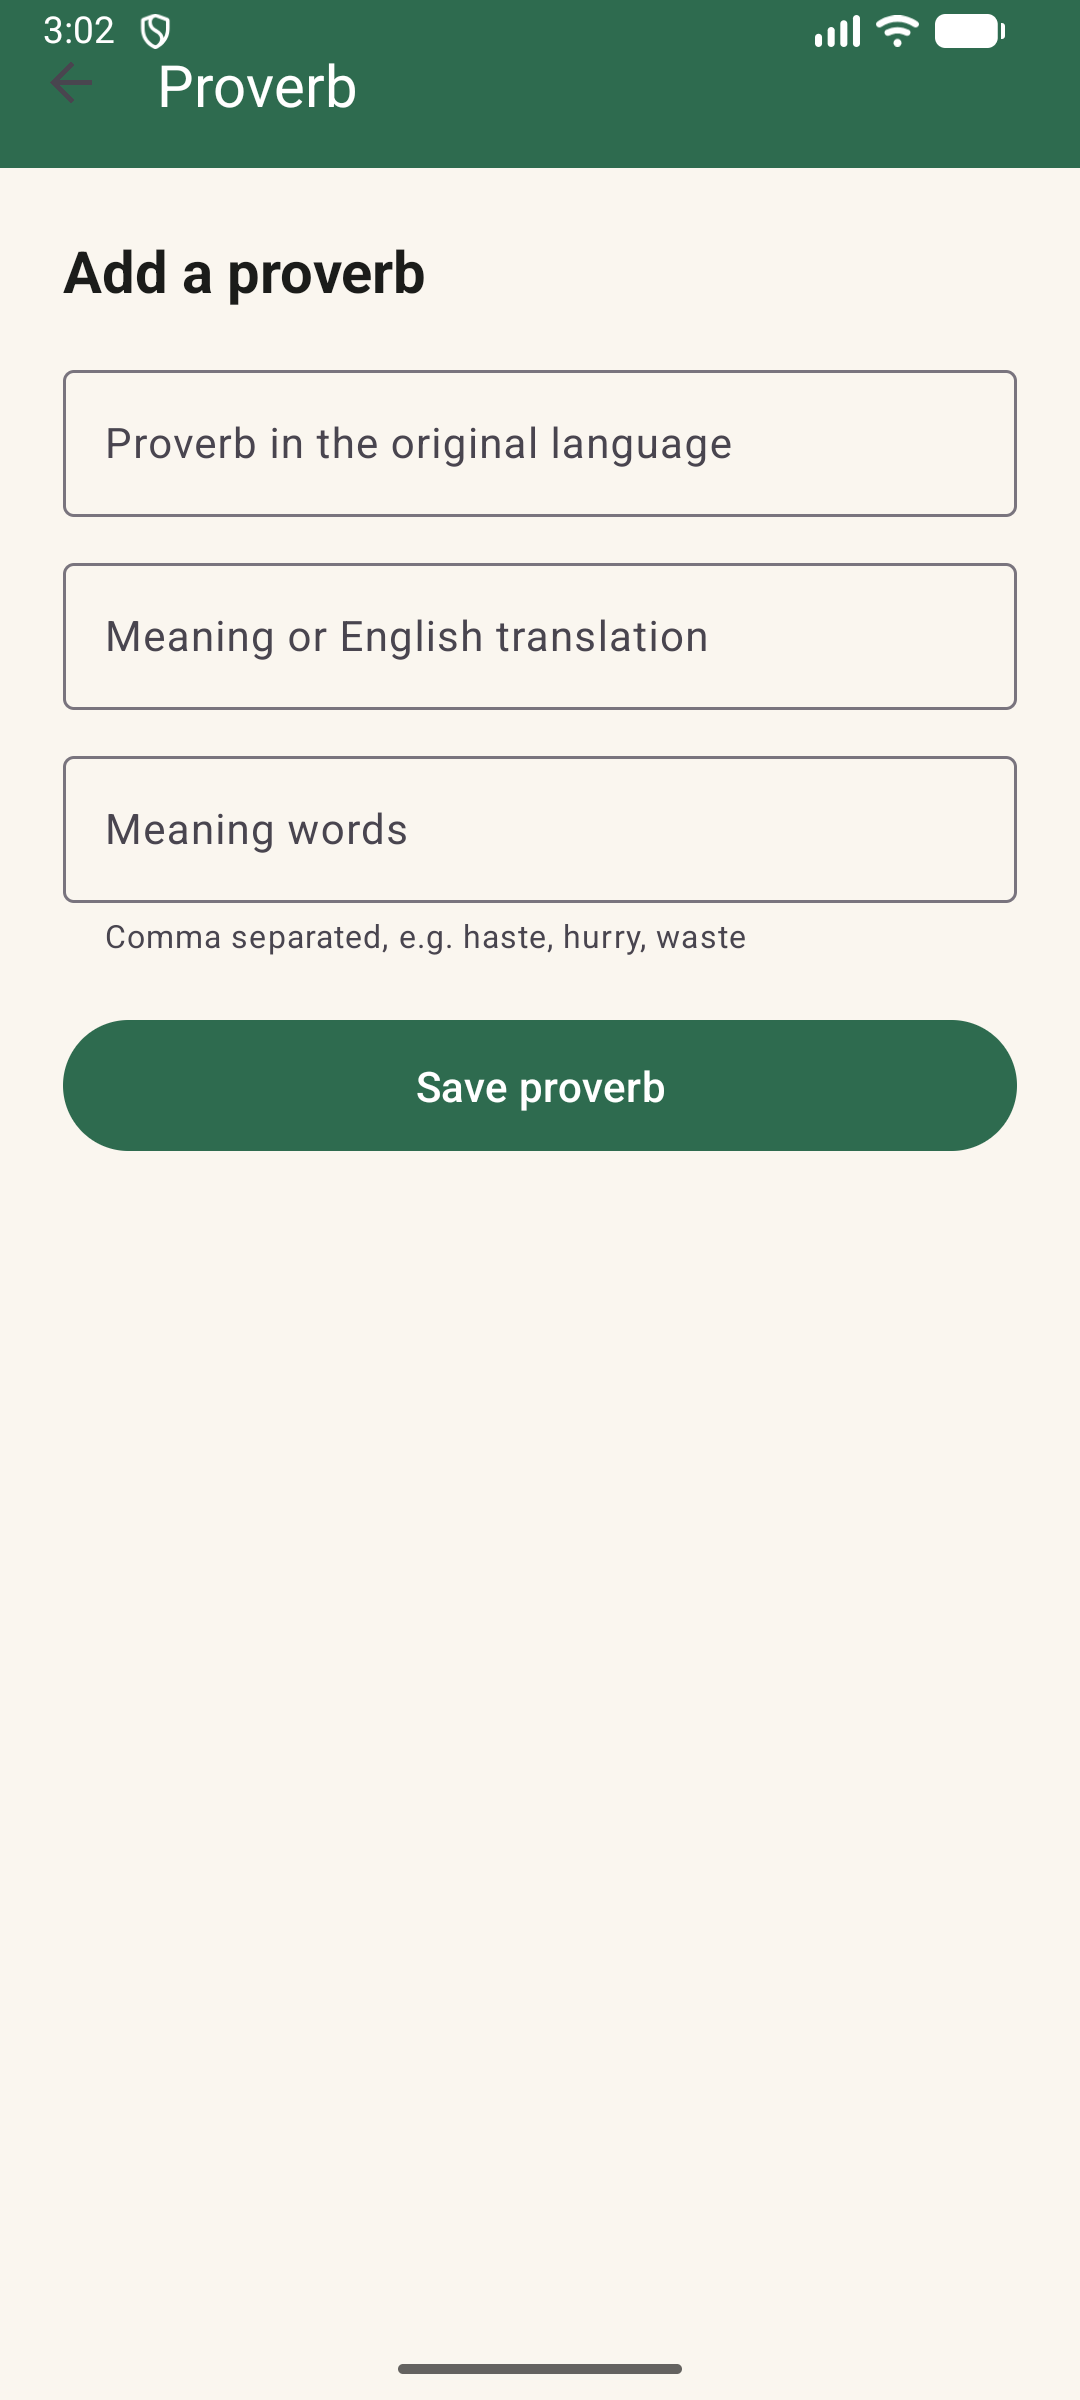 3:02
Proverb
Add a proverb
Proverb in the original language
Meaning or English translation
Meaning words
Comma separated, e.g. haste, hurry, waste
Save proverb